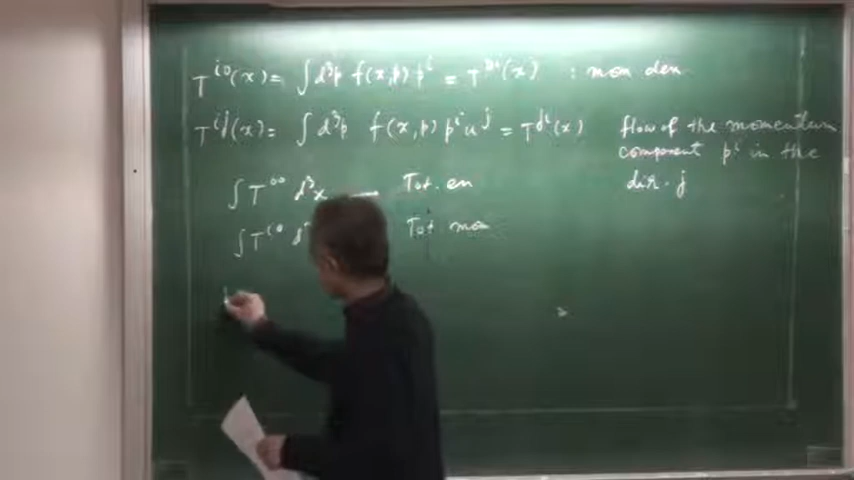 T^{i0}(x) = ∫d³p f(x,p) p^i = T^{0i}(x) : mom den
T^{ij}(x) = ∫d³p f(x,p) p^i u^j = T^{ji}(x) flow of the momentum
component p^i in the
dir. j
∫T^{00} d³x — Tot. en
∫T^{i0} d Tot mom